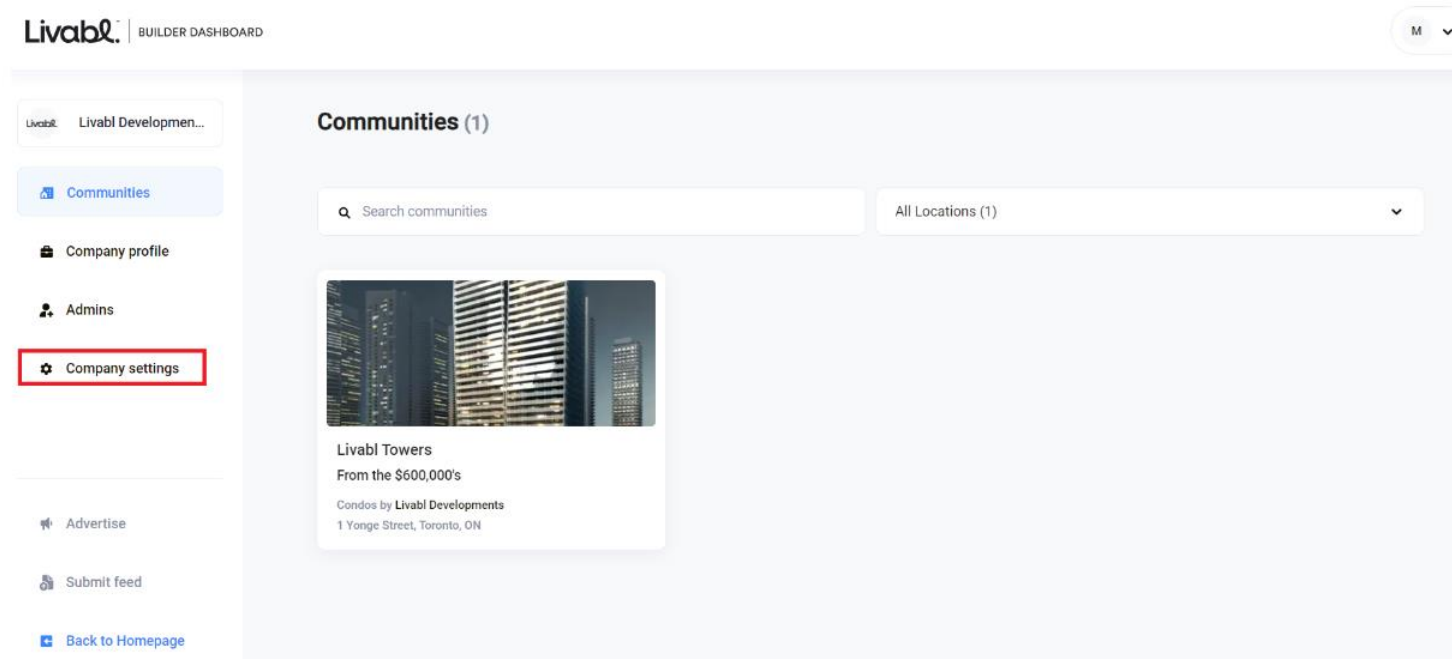 Livabl. BUILDER DASHBOARD
M
Livabl. Livabl Developmen...
Communities
Company profile
Admins
Company settings
Advertise
Submit feed
Back to Homepage
Communities (1)
Search communities
All Locations (1)
Livabl Towers
From the $600,000's
Condos by Livabl Developments
1 Yonge Street, Toronto, ON